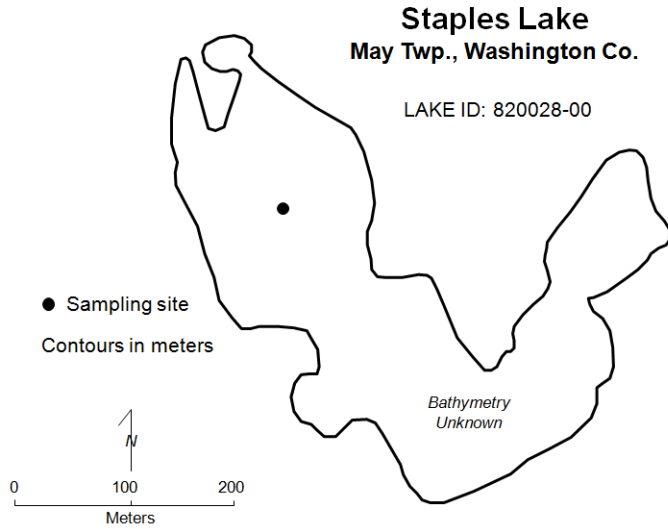 Staples Lake
May Twp., Washington Co.
LAKE ID: 820028-00
Sampling site
Contours in meters
Bathymetry
Unknown
N
0 100 200
Meters